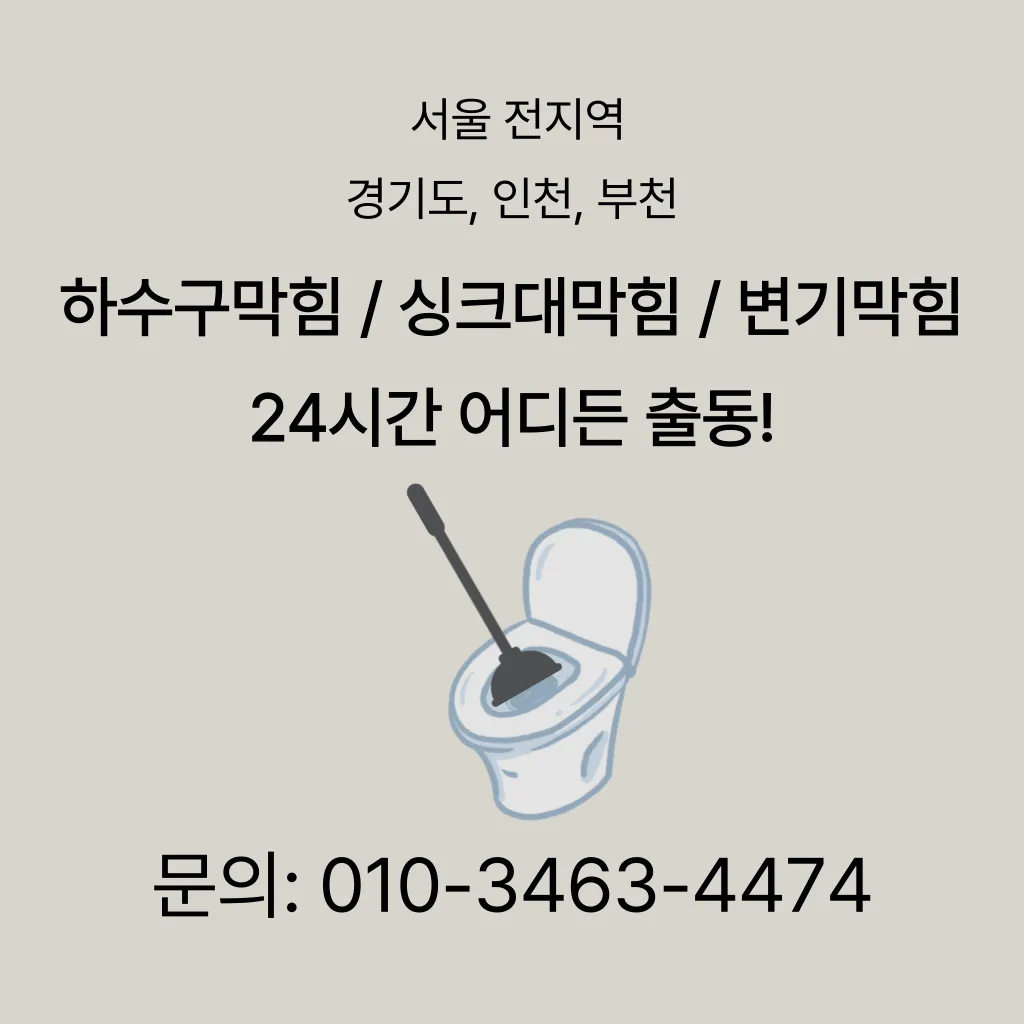 서울 전지역
경기도, 인천, 부천
하수구막힘 / 싱크대막힘 / 변기막힘
24시간 어디든 출동!
문의: 010-3463-4474